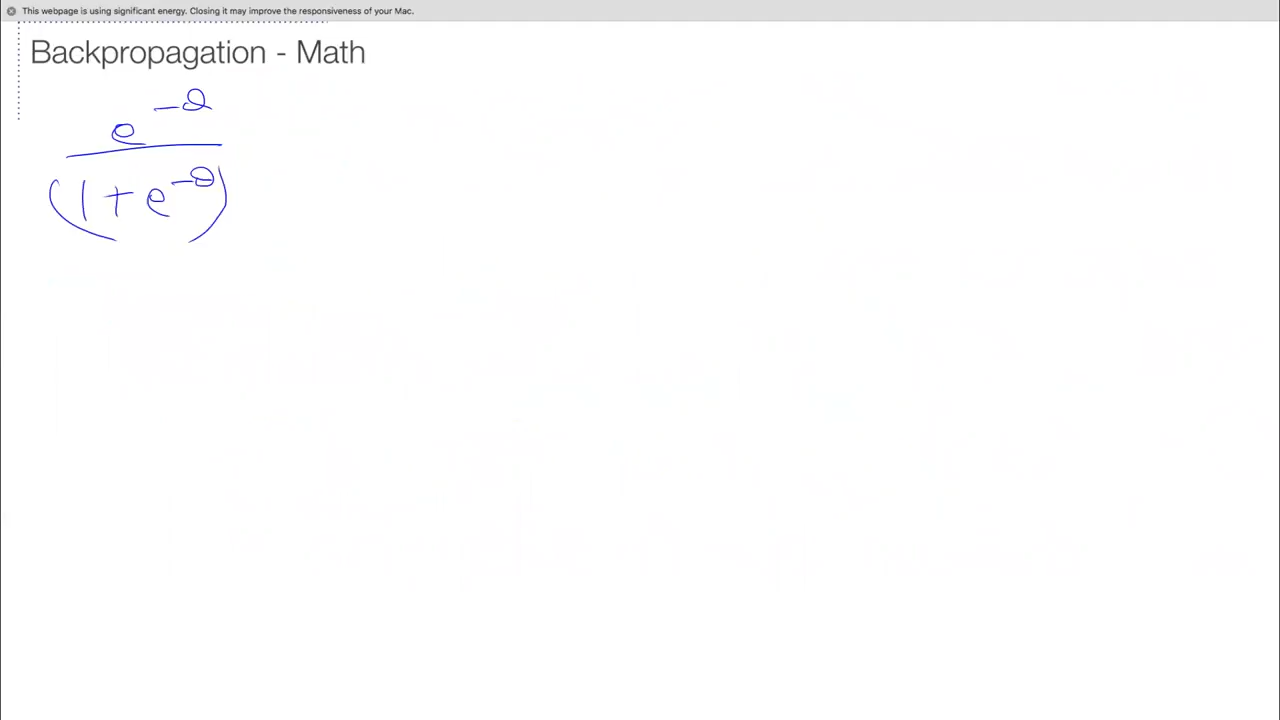 This webpage is using significant energy. Closing it may improve the responsiveness of your Mac.
Backpropagation - Math
e^-a
(1 + e^-a)